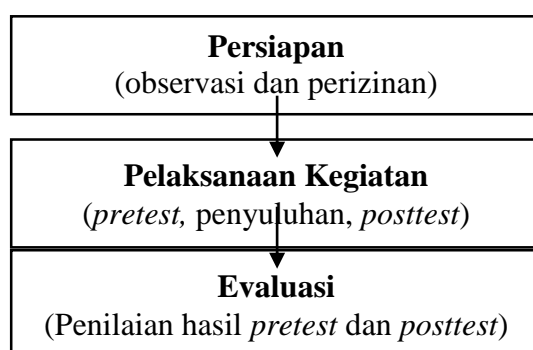 Persiapan
(observasi dan perizinan)
Pelaksanaan Kegiatan
(pretest, penyuluhan, posttest)
Evaluasi
(Penilaian hasil pretest dan posttest)